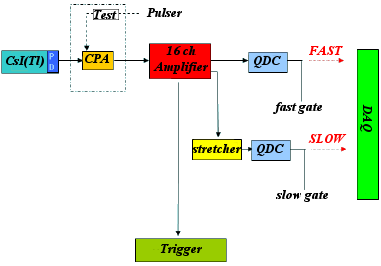 Test
Pulser
CsI(Tl)
PD
CPA
16 ch
Amplifier
QDC
FAST
fast gate
stretcher
QDC
SLOW
slow gate
DAQ
Trigger